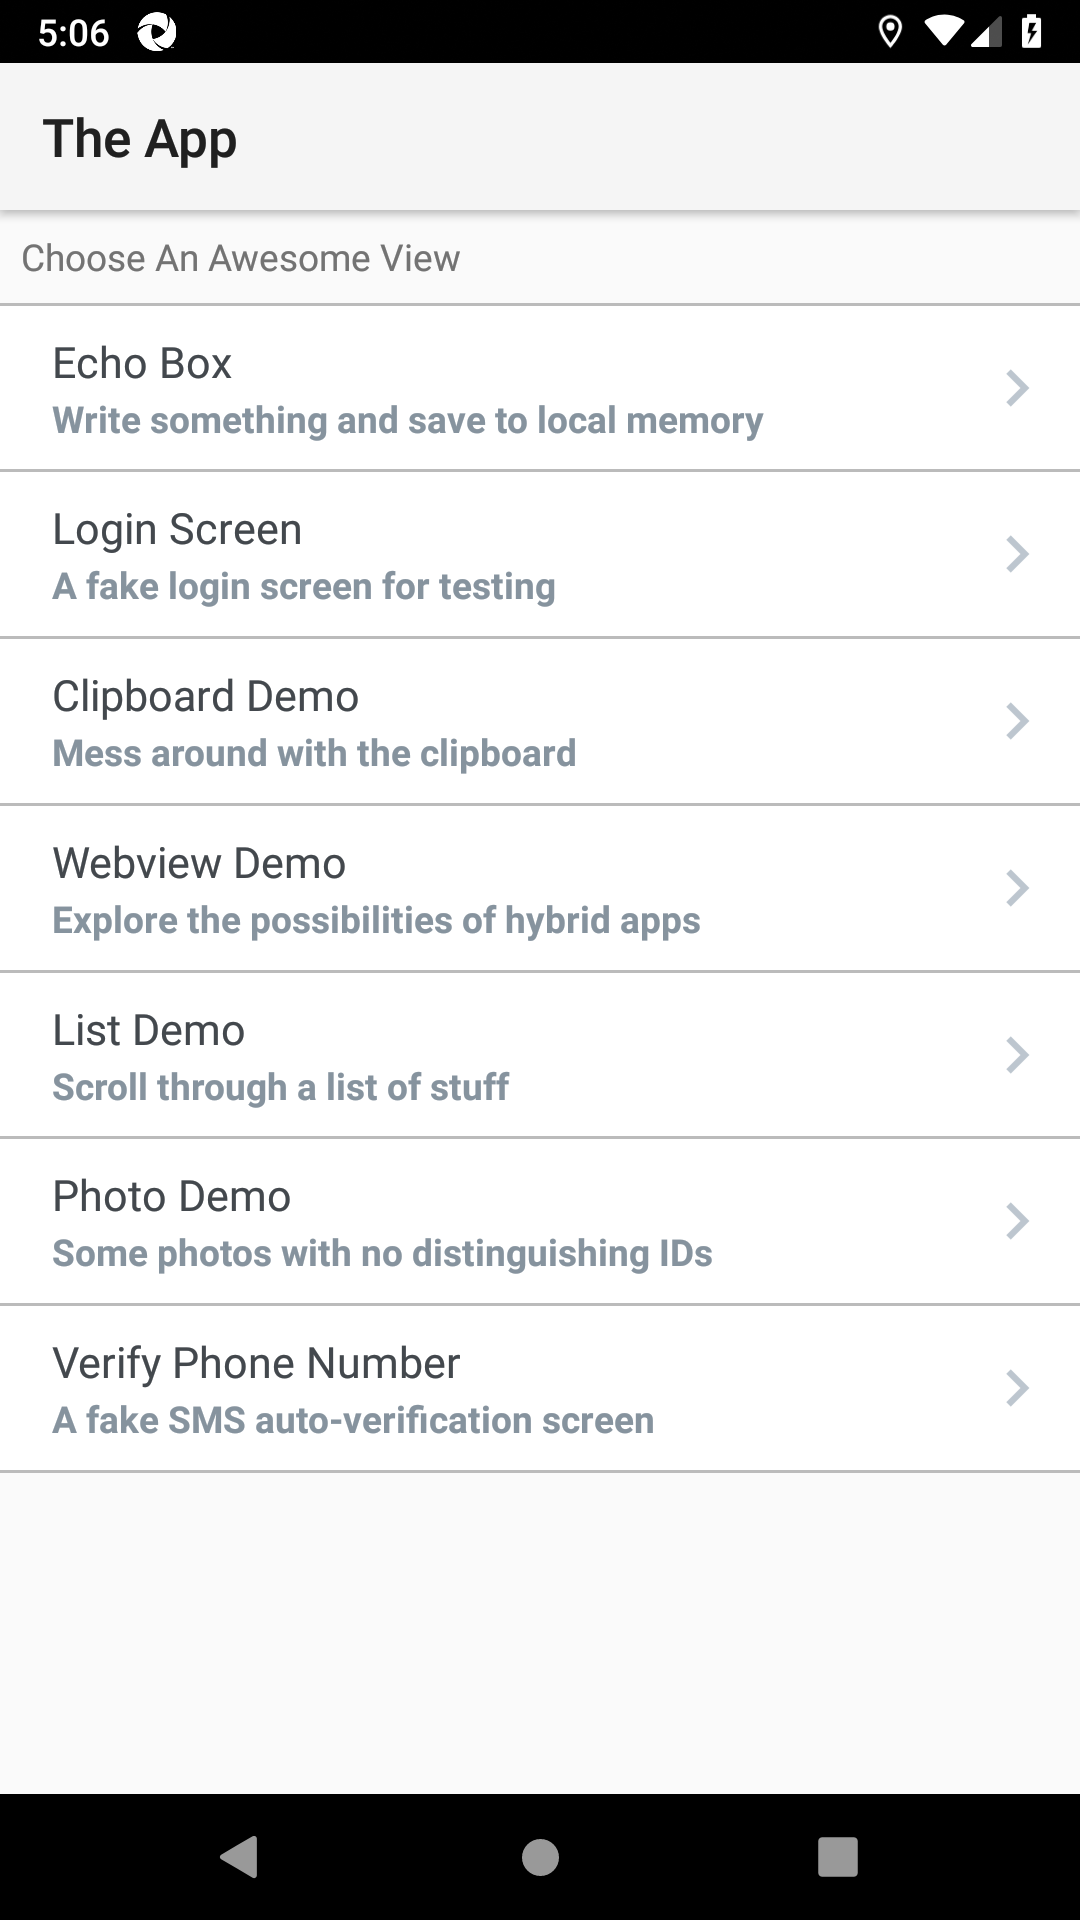 5:06
The App
Choose An Awesome View
Echo Box
Write something and save to local memory
Login Screen
A fake login screen for testing
Clipboard Demo
Mess around with the clipboard
Webview Demo
Explore the possibilities of hybrid apps
List Demo
Scroll through a list of stuff
Photo Demo
Some photos with no distinguishing IDs
Verify Phone Number
A fake SMS auto-verification screen